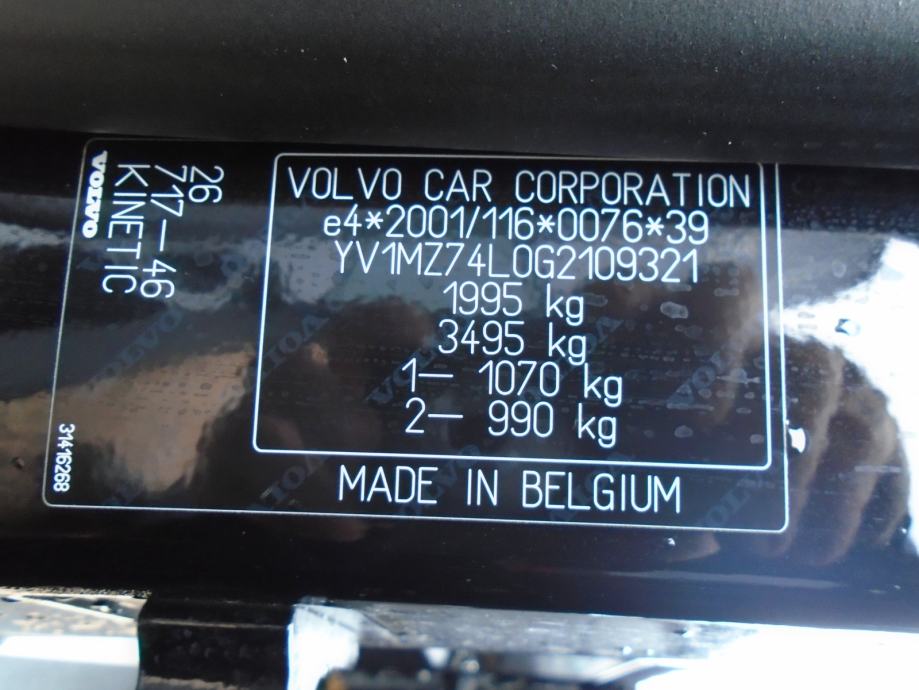 VOLVO
KINETIC
717-46
26
31416268
VOLVO CAR CORPORATION
e4*2001/116*0076*39
YV1MZ74L0G2109321
1995 kg
3495 kg
1— 1070 kg
2— 990 kg
MADE IN BELGIUM